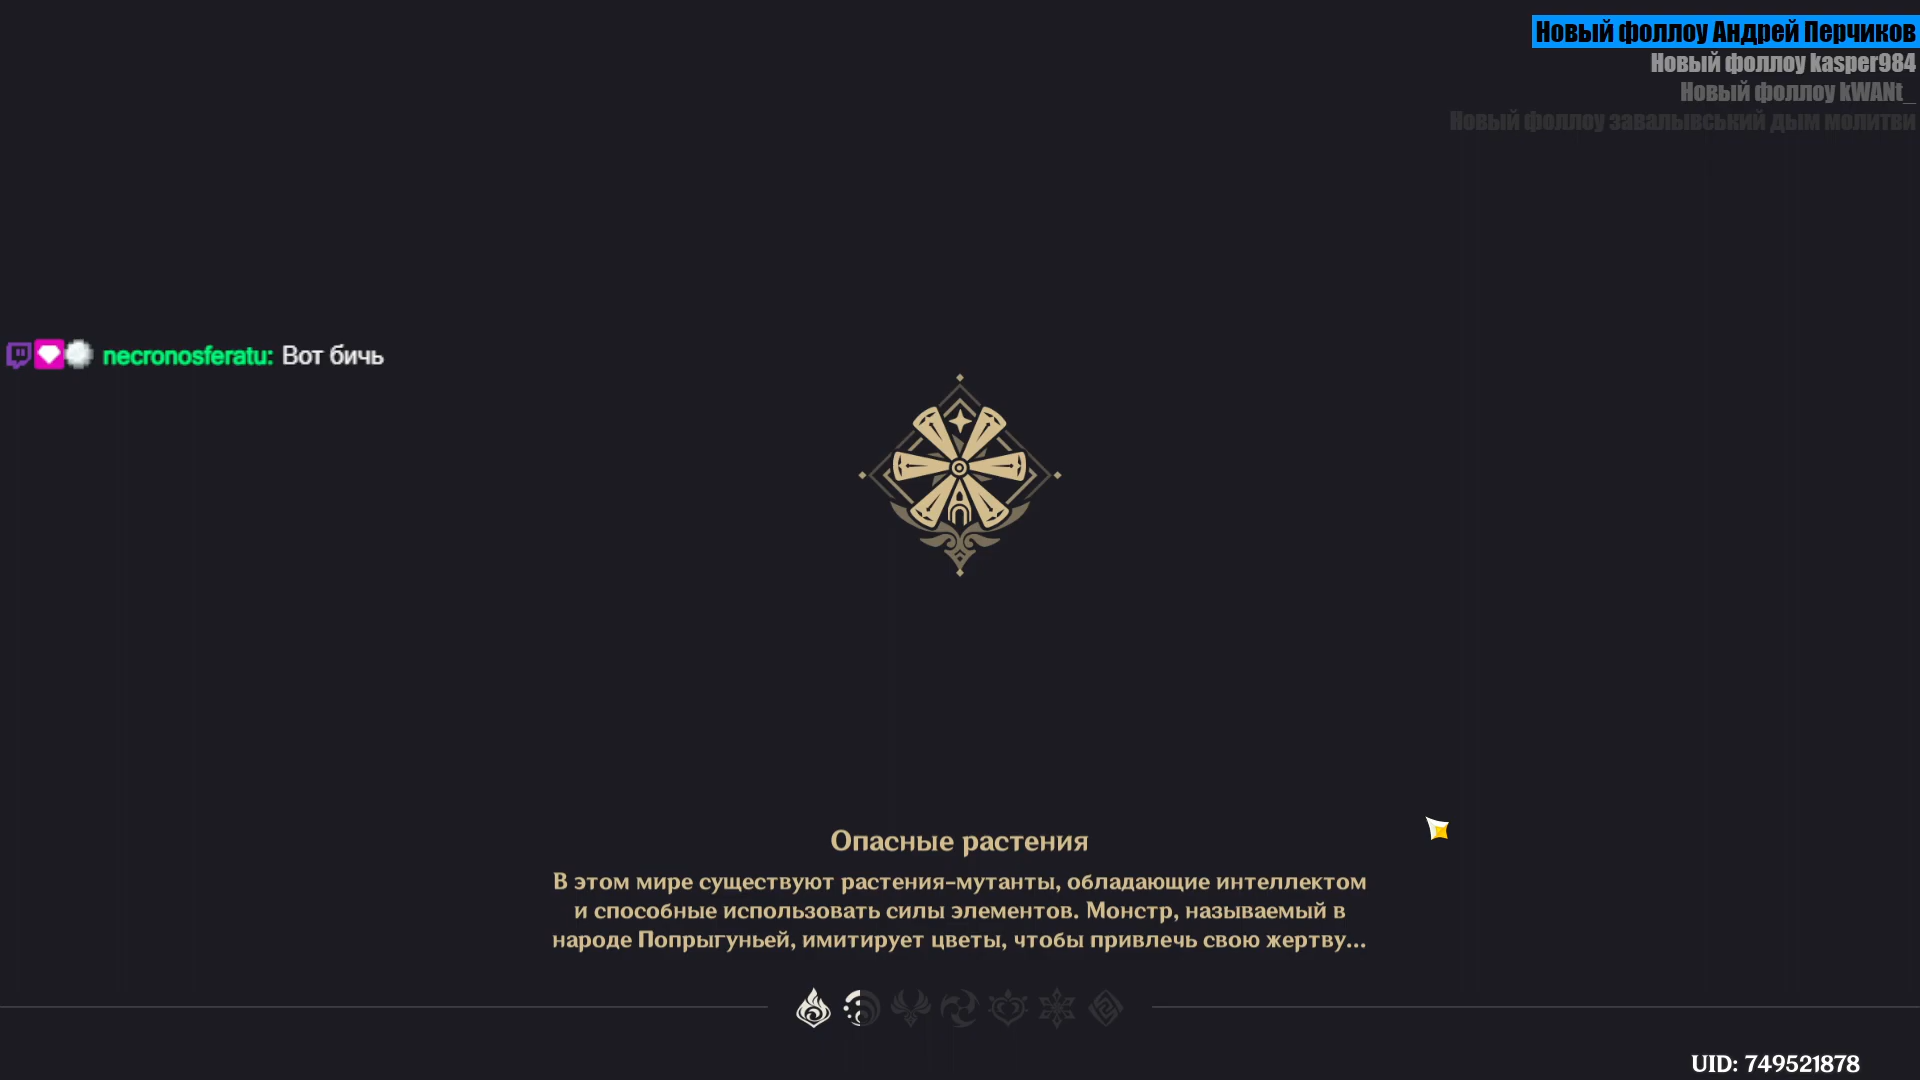 Новый фоллоу Андрей Перчиков
Новый фоллоу kasper984
Новый фоллоу kWANt_
Новый фоллоу завалывський дым молитви
necronosferatu: Вот бичь
Опасные растения
В этом мире существуют растения-мутанты, обладающие интеллектом
и способные использовать силы элементов. Монстр, называемый в
народе Попрыгуньей, имитирует цветы, чтобы привлечь свою жертву...
UID: 749521878